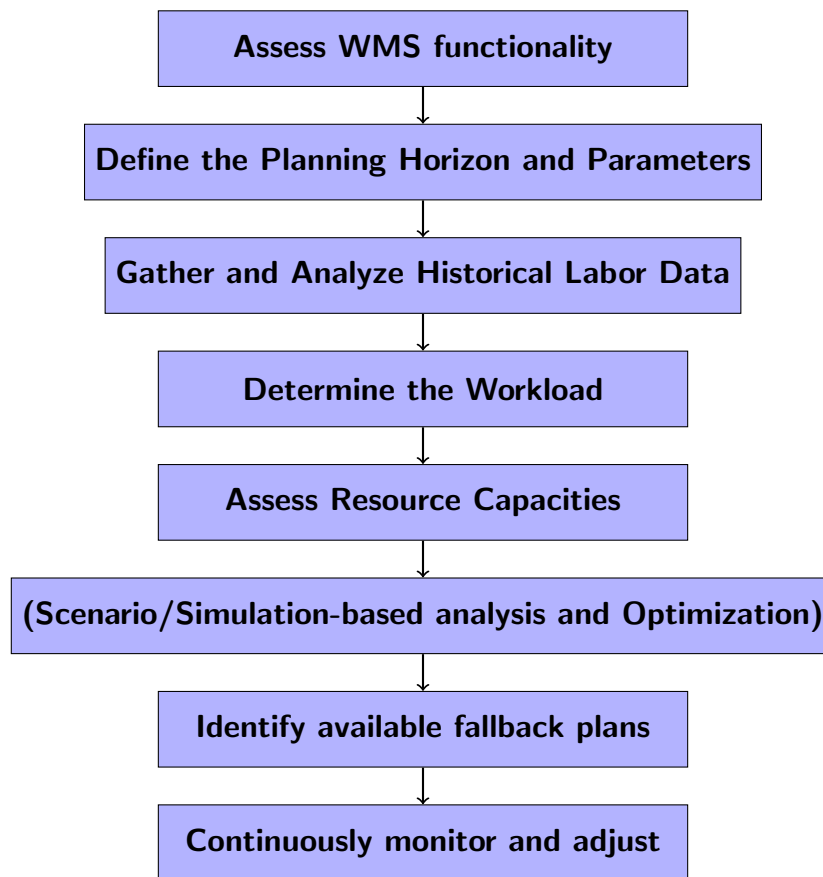 Assess WMS functionality
Define the Planning Horizon and Parameters
Gather and Analyze Historical Labor Data
Determine the Workload
Assess Resource Capacities
(Scenario/Simulation-based analysis and Optimization)
Identify available fallback plans
Continuously monitor and adjust